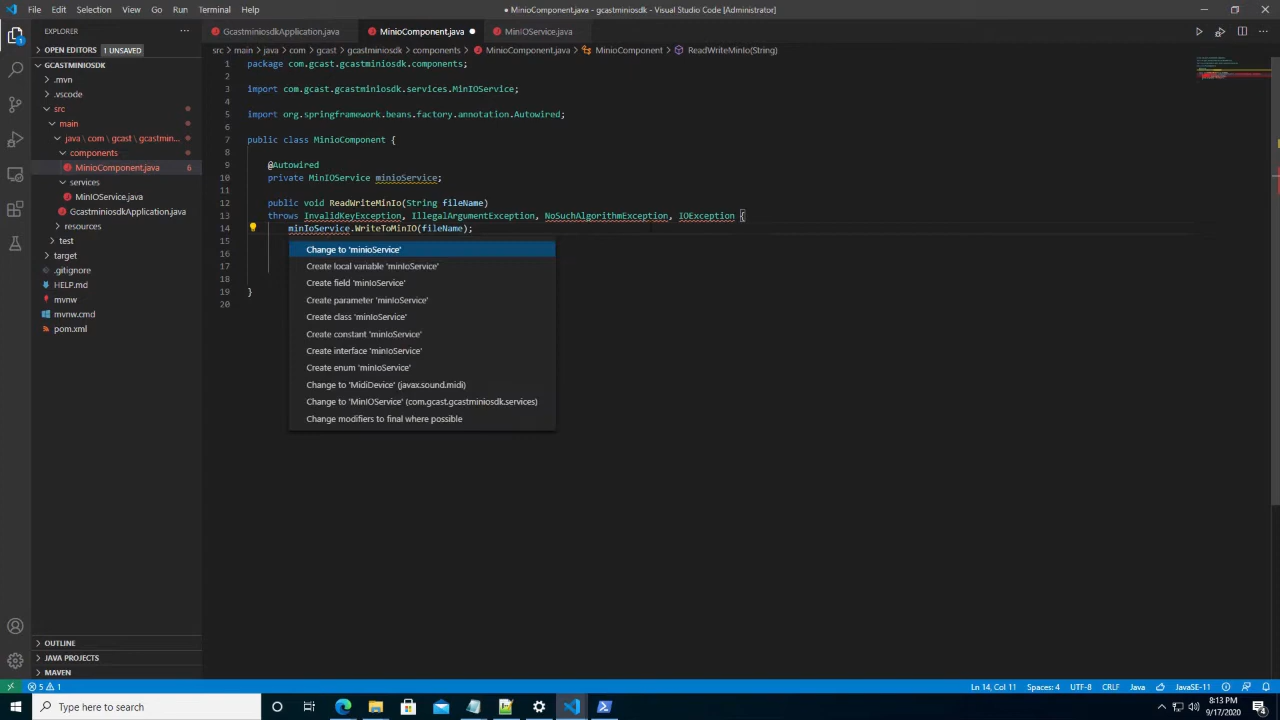 File Edit Selection View Go Run Terminal Help
● MinioComponent.java - gcastminiosdk - Visual Studio Code [Administrator]
EXPLORER
OPEN EDITORS 1 UNSAVED
GCASTMINIOSDK
.mvn
.vscode
src
main
java \ com \ gcast \ gcastmin...
components
MinioComponent.java 6
services
MinIOService.java
GcastminiosdkApplication.java
resources
test
target
.gitignore
HELP.md
mvnw
mvnw.cmd
pom.xml
OUTLINE
JAVA PROJECTS
MAVEN
GcastminiosdkApplication.java MinioComponent.java ● MinIOService.java
src > main > java > com > gcast > gcastminiosdk > components > MinioComponent.java > MinioComponent > ReadWriteMinIo(String)
1 package com.gcast.gcastminiosdk.components;
2
3 import com.gcast.gcastminiosdk.services.MinIOService;
4
5 import org.springframework.beans.factory.annotation.Autowired;
6
7 public class MinioComponent {
8
9 @Autowired
10 private MinIOService minioService;
11
12 public void ReadWriteMinIo(String fileName)
13 throws InvalidKeyException, IllegalArgumentException, NoSuchAlgorithmException, IOException {
14 minIoService.WriteToMinIO(fileName);
15
16
17
18
19 }
20
Change to 'minioService'
Create local variable 'minIoService'
Create field 'minIoService'
Create parameter 'minIoService'
Create class 'minIoService'
Create constant 'minIoService'
Create interface 'minIoService'
Create enum 'minIoService'
Change to 'MidiDevice' (javax.sound.midi)
Change to 'MinIOService' (com.gcast.gcastminiosdk.services)
Change modifiers to final where possible
5 1
Ln 14, Col 11 Spaces: 4 UTF-8 CRLF Java JavaSE-11
Type here to search
8:13 PM
9/17/2020